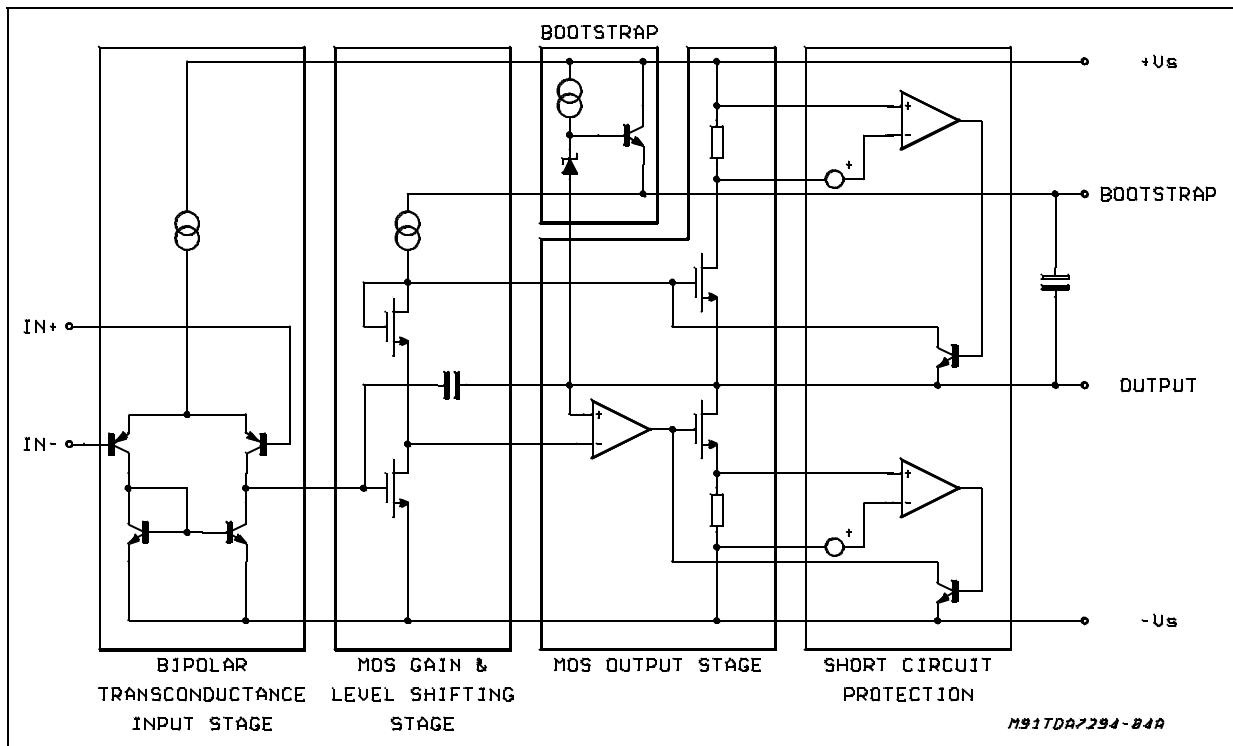 BOOTSTRAP
+Vs
+
-
+
BOOTSTRAP
IN+
OUTPUT
IN-
+
-
+
-
+
-Vs
BIPOLAR
TRANSCONDUCTANCE
INPUT STAGE
MOS GAIN &
LEVEL SHIFTING
STAGE
MOS OUTPUT STAGE
SHORT CIRCUIT
PROTECTION
M91TDA7294-84A